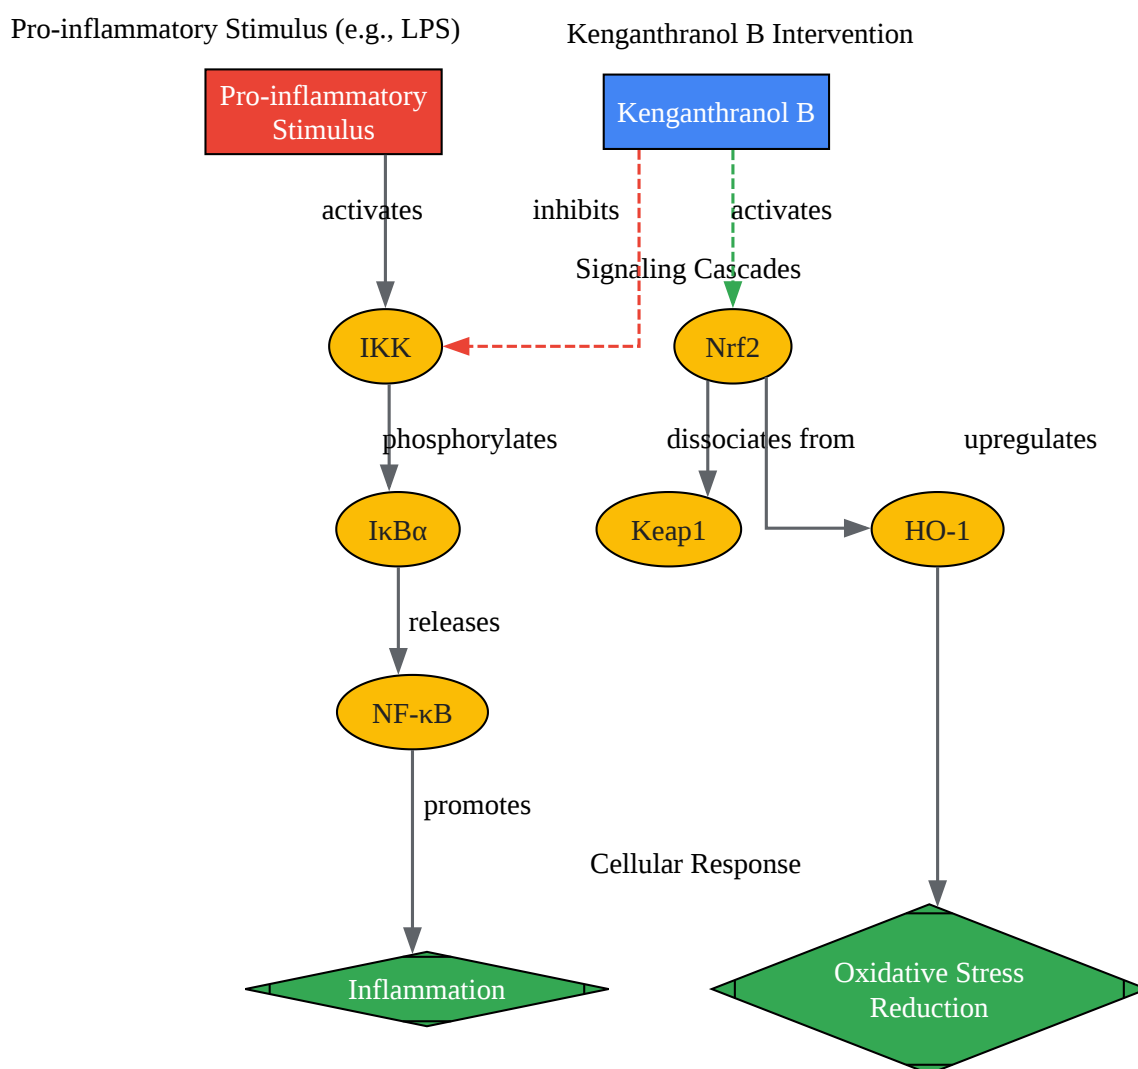 Pro-inflammatory Stimulus (e.g., LPS)
Kenganthranol B Intervention
Pro-inflammatory
Stimulus
Kenganthranol B
activates
inhibits
activates
Signaling Cascades
IKK
Nrf2
phosphorylates
dissociates from
upregulates
IκBα
Keap1
HO-1
releases
NF-κB
promotes
Cellular Response
Inflammation
Oxidative Stress
Reduction